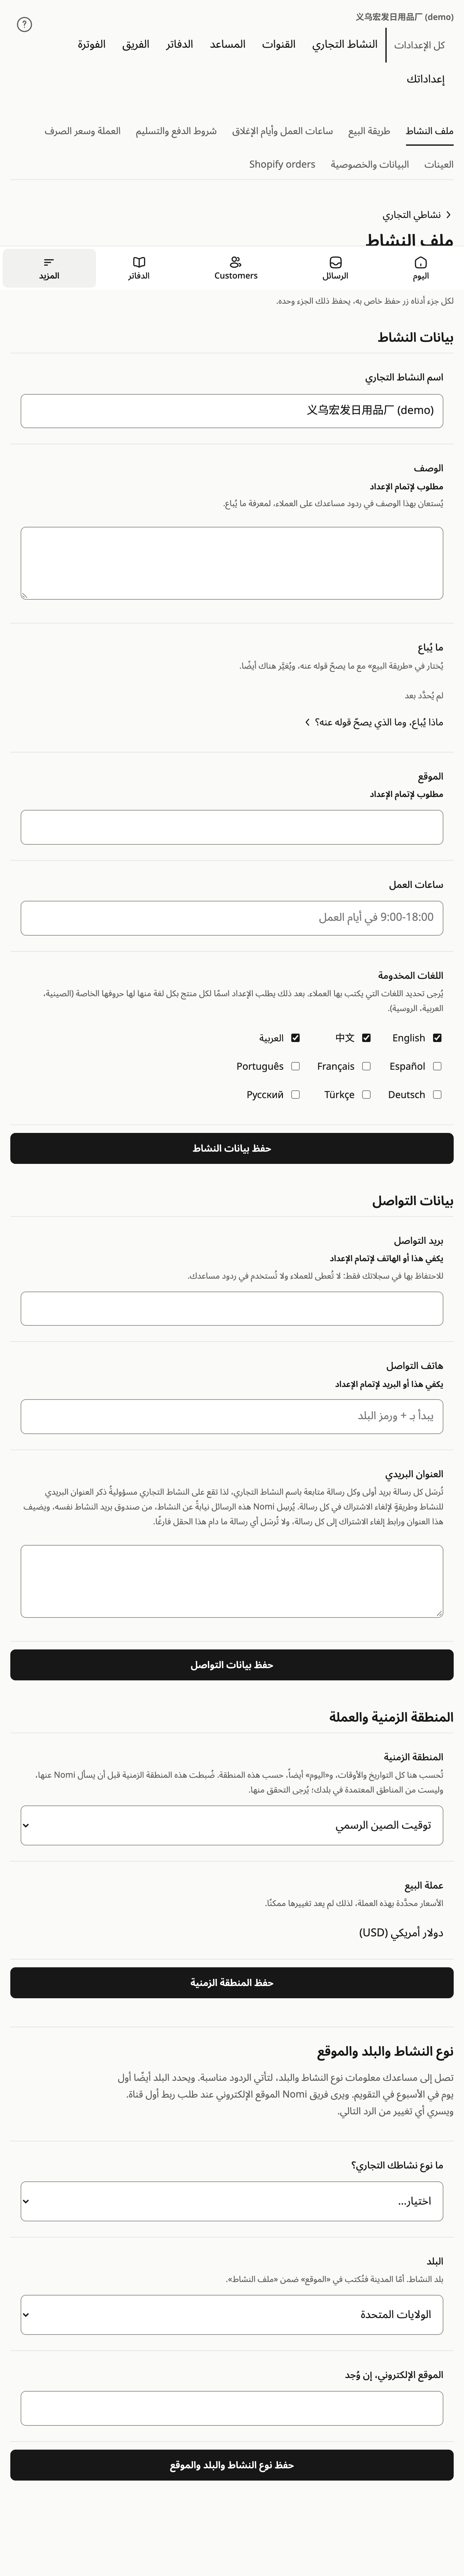 义乌宏发日用品厂 (demo)
كل الإعدادات
النشاط التجاري
القنوات
المساعد
الدفاتر
الفريق
الفوترة
إعداداتك
ملف النشاط
طريقة البيع
ساعات العمل وأيام الإغلاق
شروط الدفع والتسليم
العملة وسعر الصرف
العينات
البيانات والخصوصية
Shopify orders
نشاطي التجاري
ملف النشاط
اليوم
الرسائل
Customers
الدفاتر
المزيد
لكل جزء أدناه زر حفظ خاص به، يحفظ ذلك الجزء وحده.
بيانات النشاط
اسم النشاط التجاري
义乌宏发日用品厂 (demo)
الوصف
مطلوب لإتمام الإعداد
يُستعان بهذا الوصف في ردود مساعدك على العملاء، لمعرفة ما يُباع.
ما يُباع
يُختار في «طريقة البيع» مع ما يصحّ قوله عنه، ويُغيَّر هناك أيضًا.
لم يُحدَّد بعد
ماذا يُباع، وما الذي يصحّ قوله عنه؟
الموقع
مطلوب لإتمام الإعداد
ساعات العمل
9:00-18:00 في أيام العمل
اللغات المخدومة
يُرجى تحديد اللغات التي يكتب بها العملاء. بعد ذلك يطلب الإعداد اسمًا لكل منتج بكل لغة منها لها حروفها الخاصة (الصينية،
العربية، الروسية).
English
中文
العربية
Español
Français
Português
Deutsch
Türkçe
Русский
حفظ بيانات النشاط
بيانات التواصل
بريد التواصل
يكفي هذا أو الهاتف لإتمام الإعداد
للاحتفاظ بها في سجلاتك فقط: لا تُعطى للعملاء ولا تُستخدم في ردود مساعدك.
هاتف التواصل
يكفي هذا أو البريد لإتمام الإعداد
يبدأ بـ + ورمز البلد
العنوان البريدي
تُرسَل كل رسالة بريد أولى وكل رسالة متابعة باسم النشاط التجاري، لذا تقع على النشاط التجاري مسؤوليةُ ذكر العنوان البريدي
للنشاط وطريقةٍ لإلغاء الاشتراك في كل رسالة. يُرسِل Nomi هذه الرسائل نيابةً عن النشاط، من صندوق بريد النشاط نفسه، ويضيف
هذا العنوان ورابط إلغاء الاشتراك إلى كل رسالة، ولا تُرسَل أي رسالة ما دام هذا الحقل فارغًا.
حفظ بيانات التواصل
المنطقة الزمنية والعملة
المنطقة الزمنية
تُحسب هنا كل التواريخ والأوقات، و«اليوم» أيضاً، حسب هذه المنطقة. ضُبطت هذه المنطقة الزمنية قبل أن يسأل Nomi عنها،
وليست من المناطق المعتمدة في بلدك؛ يُرجى التحقق منها.
توقيت الصين الرسمي
عملة البيع
الأسعار محدَّدة بهذه العملة، لذلك لم يعد تغييرها ممكنًا.
دولار أمريكي (USD)
حفظ المنطقة الزمنية
نوع النشاط والبلد والموقع
تصل إلى مساعدك معلومات نوع النشاط والبلد، لتأتي الردود مناسبة. ويحدد البلد أيضًا أول
يوم في الأسبوع في التقويم. ويرى فريق Nomi الموقع الإلكتروني عند طلب ربط أول قناة.
ويسري أي تغيير من الرد التالي.
ما نوع نشاطك التجاري؟
اختيار...
البلد
بلد النشاط. أمّا المدينة فتُكتب في «الموقع» ضمن «ملف النشاط».
الولايات المتحدة
الموقع الإلكتروني، إن وُجد
حفظ نوع النشاط والبلد والموقع